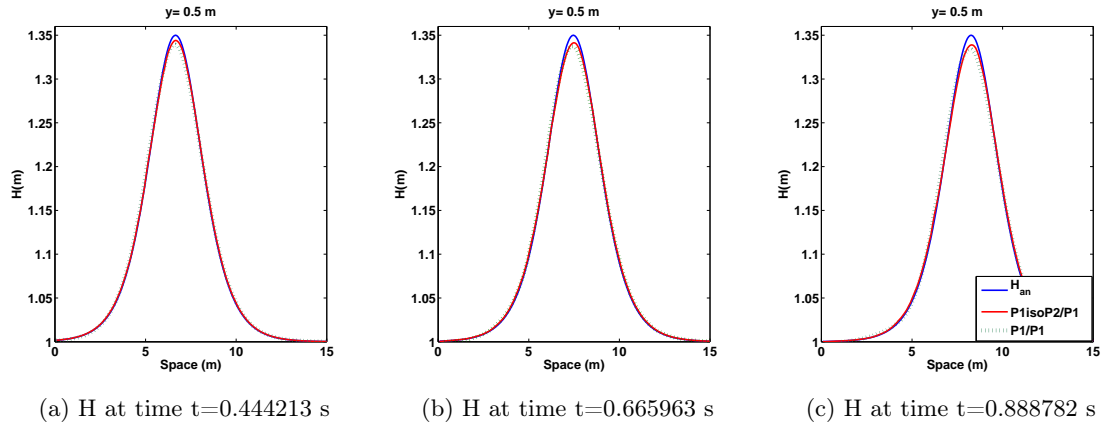 y= 0.5 m
1.35
1.3
1.25
1.2
1.15
1.1
1.05
1
H(m)
0
5
10
15
Space (m)
(a) H at time t=0.444213 s
y= 0.5 m
1.35
1.3
1.25
1.2
1.15
1.1
1.05
1
H(m)
0
5
10
15
Space (m)
(b) H at time t=0.665963 s
y= 0.5 m
1.35
1.3
1.25
1.2
1.15
1.1
1.05
1
H(m)
0
5
10
15
Space (m)
H_an
P1isoP2/P1
P1/P1
(c) H at time t=0.888782 s